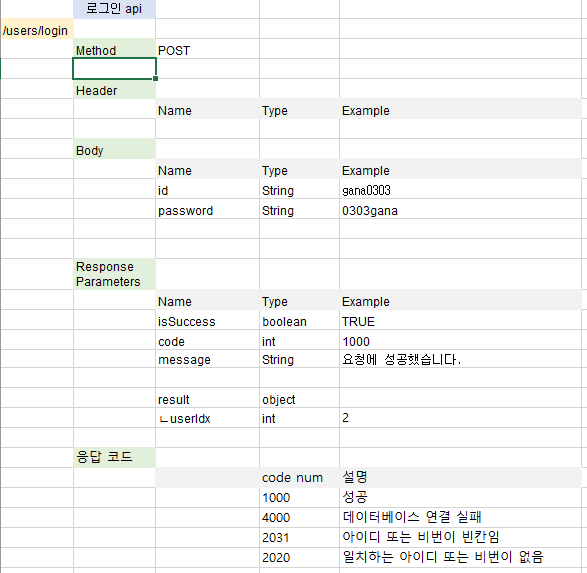 로그인 api
/users/login
Method POST
Header
Name Type Example
Body
Name Type Example
id String gana0303
password String 0303gana
Response
Parameters
Name Type Example
isSuccess boolean TRUE
code int 1000
message String 요청에 성공했습니다.
result object
ㄴuserIdx int 2
응답 코드
code num 설명
1000 성공
4000 데이터베이스 연결 실패
2031 아이디 또는 비번이 빈칸임
2020 일치하는 아이디 또는 비번이 없음